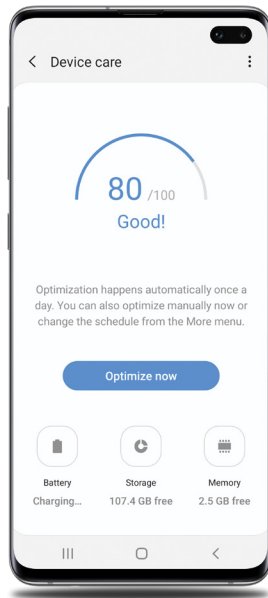 Device care
80 /100
Good!
Optimization happens automatically once a
day. You can also optimize manually now or
change the schedule from the More menu.
Optimize now
Battery
Charging...
Storage
107.4 GB free
Memory
2.5 GB free